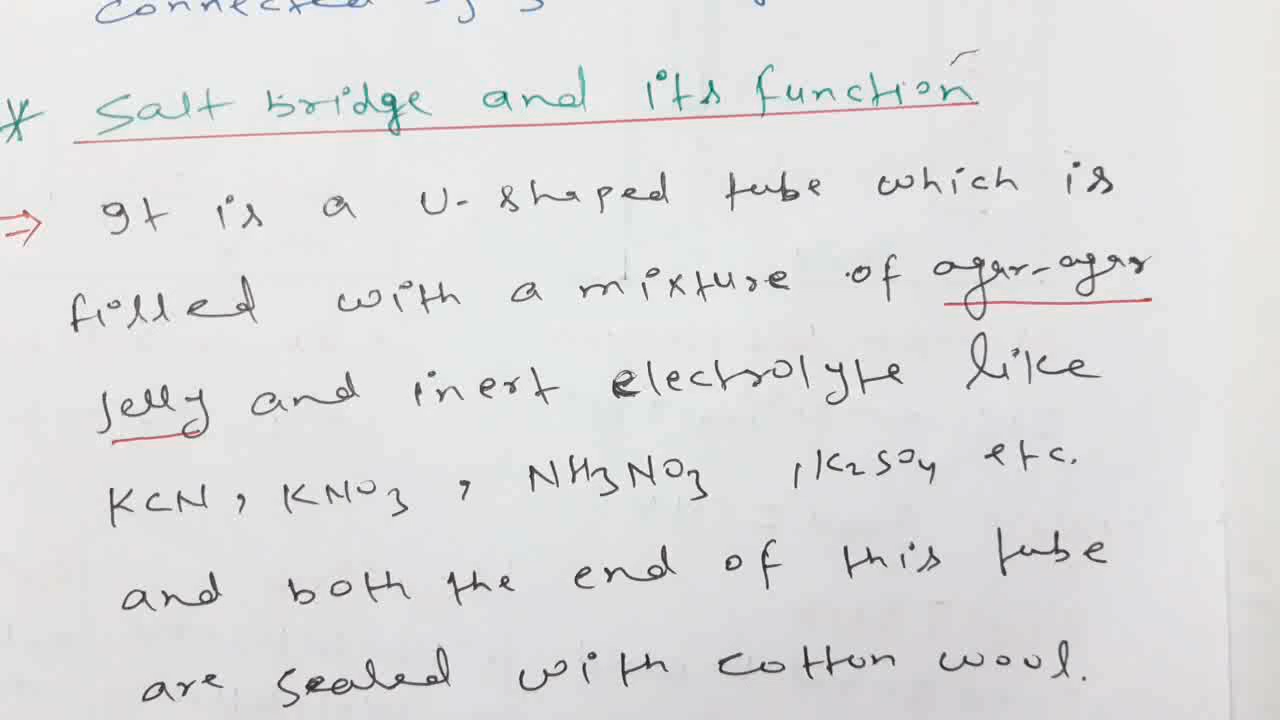 connected
* Salt bridge and its function
⇒ It is a U-shaped tube which is
filled with a mixture of agar-agar
Jelly and inert electrolyte like
KCN, KNO3, NH3NO3, K2SO4 etc.
and both the end of this tube
are sealed with cotton wool.